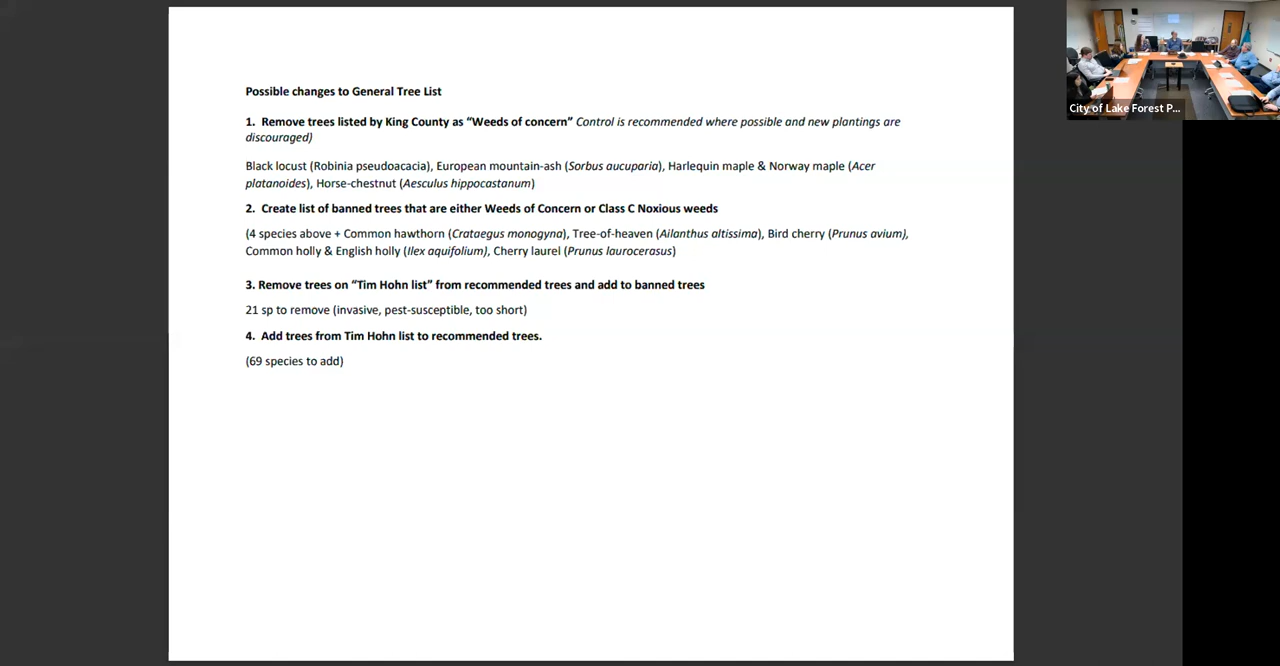 Possible changes to General Tree List
1. Remove trees listed by King County as “Weeds of concern” Control is recommended where possible and new plantings are
discouraged)
Black locust (Robinia pseudoacacia), European mountain-ash (Sorbus aucuparia), Harlequin maple & Norway maple (Acer
platanoides), Horse-chestnut (Aesculus hippocastanum)
2. Create list of banned trees that are either Weeds of Concern or Class C Noxious weeds
(4 species above + Common hawthorn (Crataegus monogyna), Tree-of-heaven (Ailanthus altissima), Bird cherry (Prunus avium),
Common holly & English holly (Ilex aquifolium), Cherry laurel (Prunus laurocerasus)
3. Remove trees on “Tim Hohn list” from recommended trees and add to banned trees
21 sp to remove (invasive, pest-susceptible, too short)
4. Add trees from Tim Hohn list to recommended trees.
(69 species to add)
City of Lake Forest P...